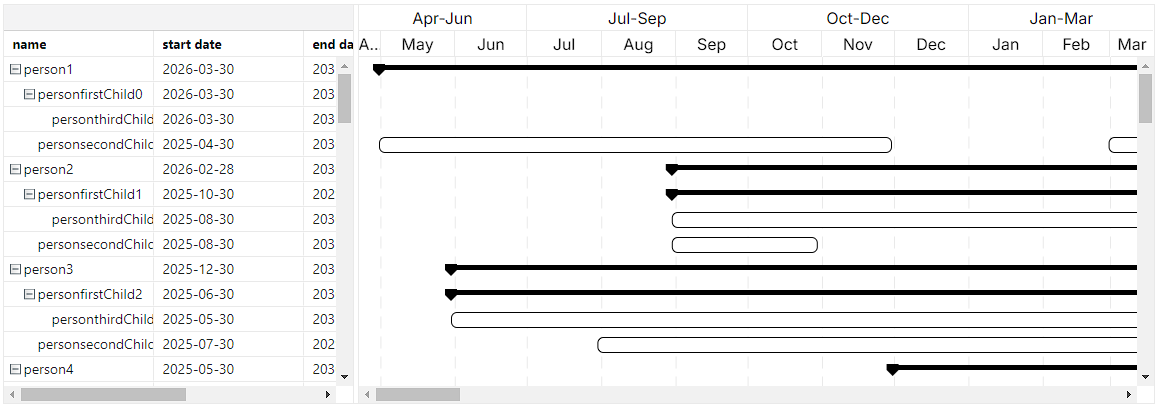 Apr-Jun Jul-Sep Oct-Dec Jan-Mar
name start date end da A... May Jun Jul Aug Sep Oct Nov Dec Jan Feb Mar
person1 2026-03-30 203
personfirstChild0 2026-03-30 203
personthirdChild 2026-03-30 203
personsecondChild 2025-04-30 203
person2 2026-02-28 203
personfirstChild1 2025-10-30 202
personthirdChild 2025-08-30 203
personsecondChild 2025-08-30 203
person3 2025-12-30 203
personfirstChild2 2025-06-30 203
personthirdChild 2025-05-30 203
personsecondChild 2025-07-30 202
person4 2025-05-30 203